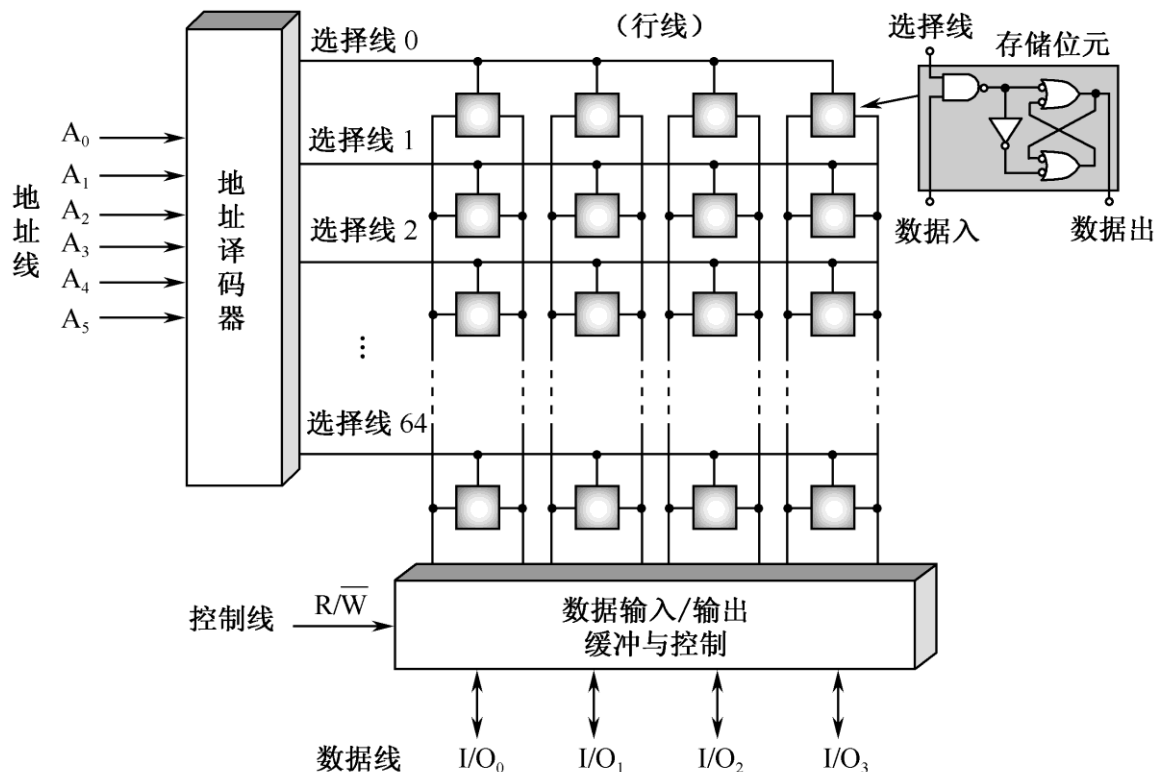 选择线 0
（行线）
选择线
存储位元
数据入
数据出
地址线
A₀
A₁
A₂
A₃
A₄
A₅
地址译码器
选择线 1
选择线 2
⋮
选择线 64
控制线
R/W̅
数据输入/输出
缓冲与控制
数据线
I/O₀
I/O₁
I/O₂
I/O₃